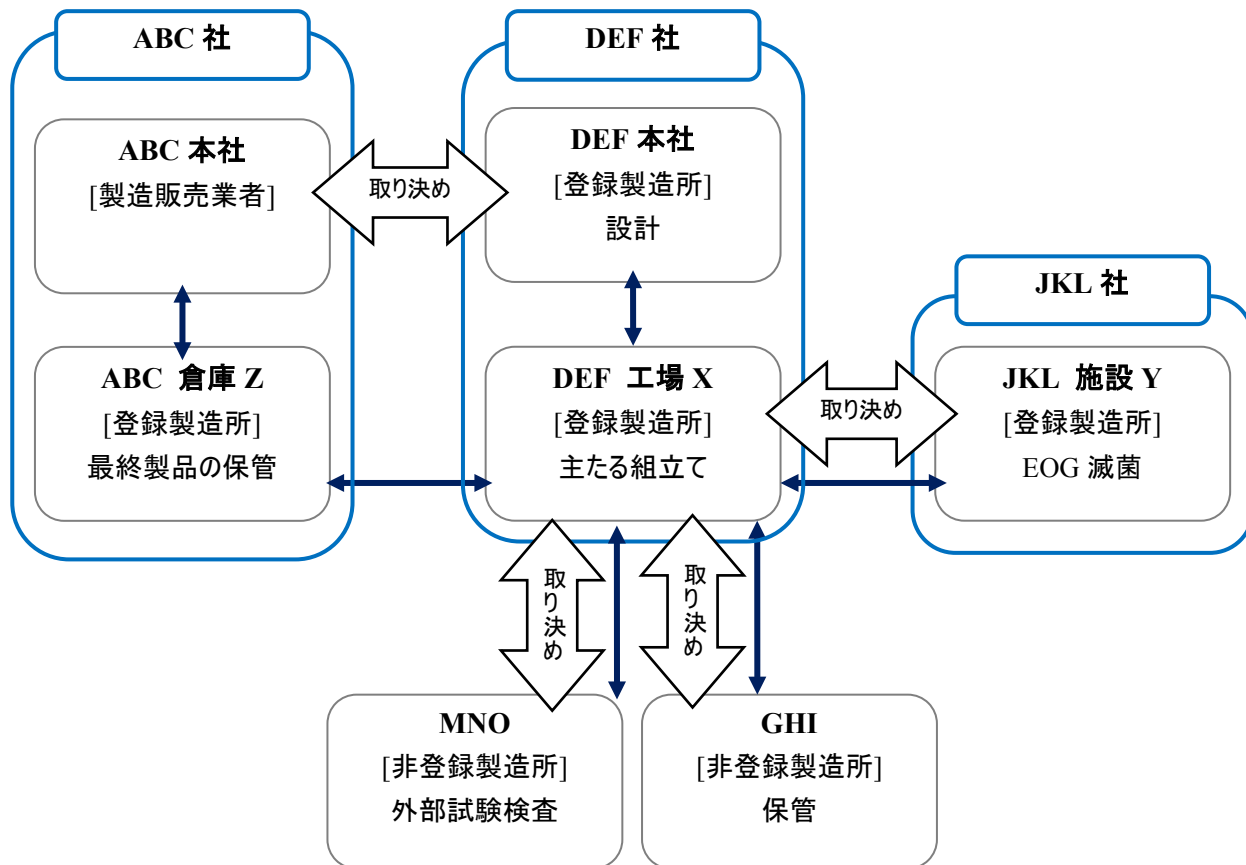 ABC 社
DEF 社
ABC 本社
[製造販売業者]
取り決め
DEF 本社
[登録製造所]
設計
JKL 社
ABC 倉庫 Z
[登録製造所]
最終製品の保管
DEF 工場 X
[登録製造所]
主たる組立て
取り決め
JKL 施設 Y
[登録製造所]
EOG 滅菌
取り決め
取り決め
MNO
[非登録製造所]
外部試験検査
GHI
[非登録製造所]
保管